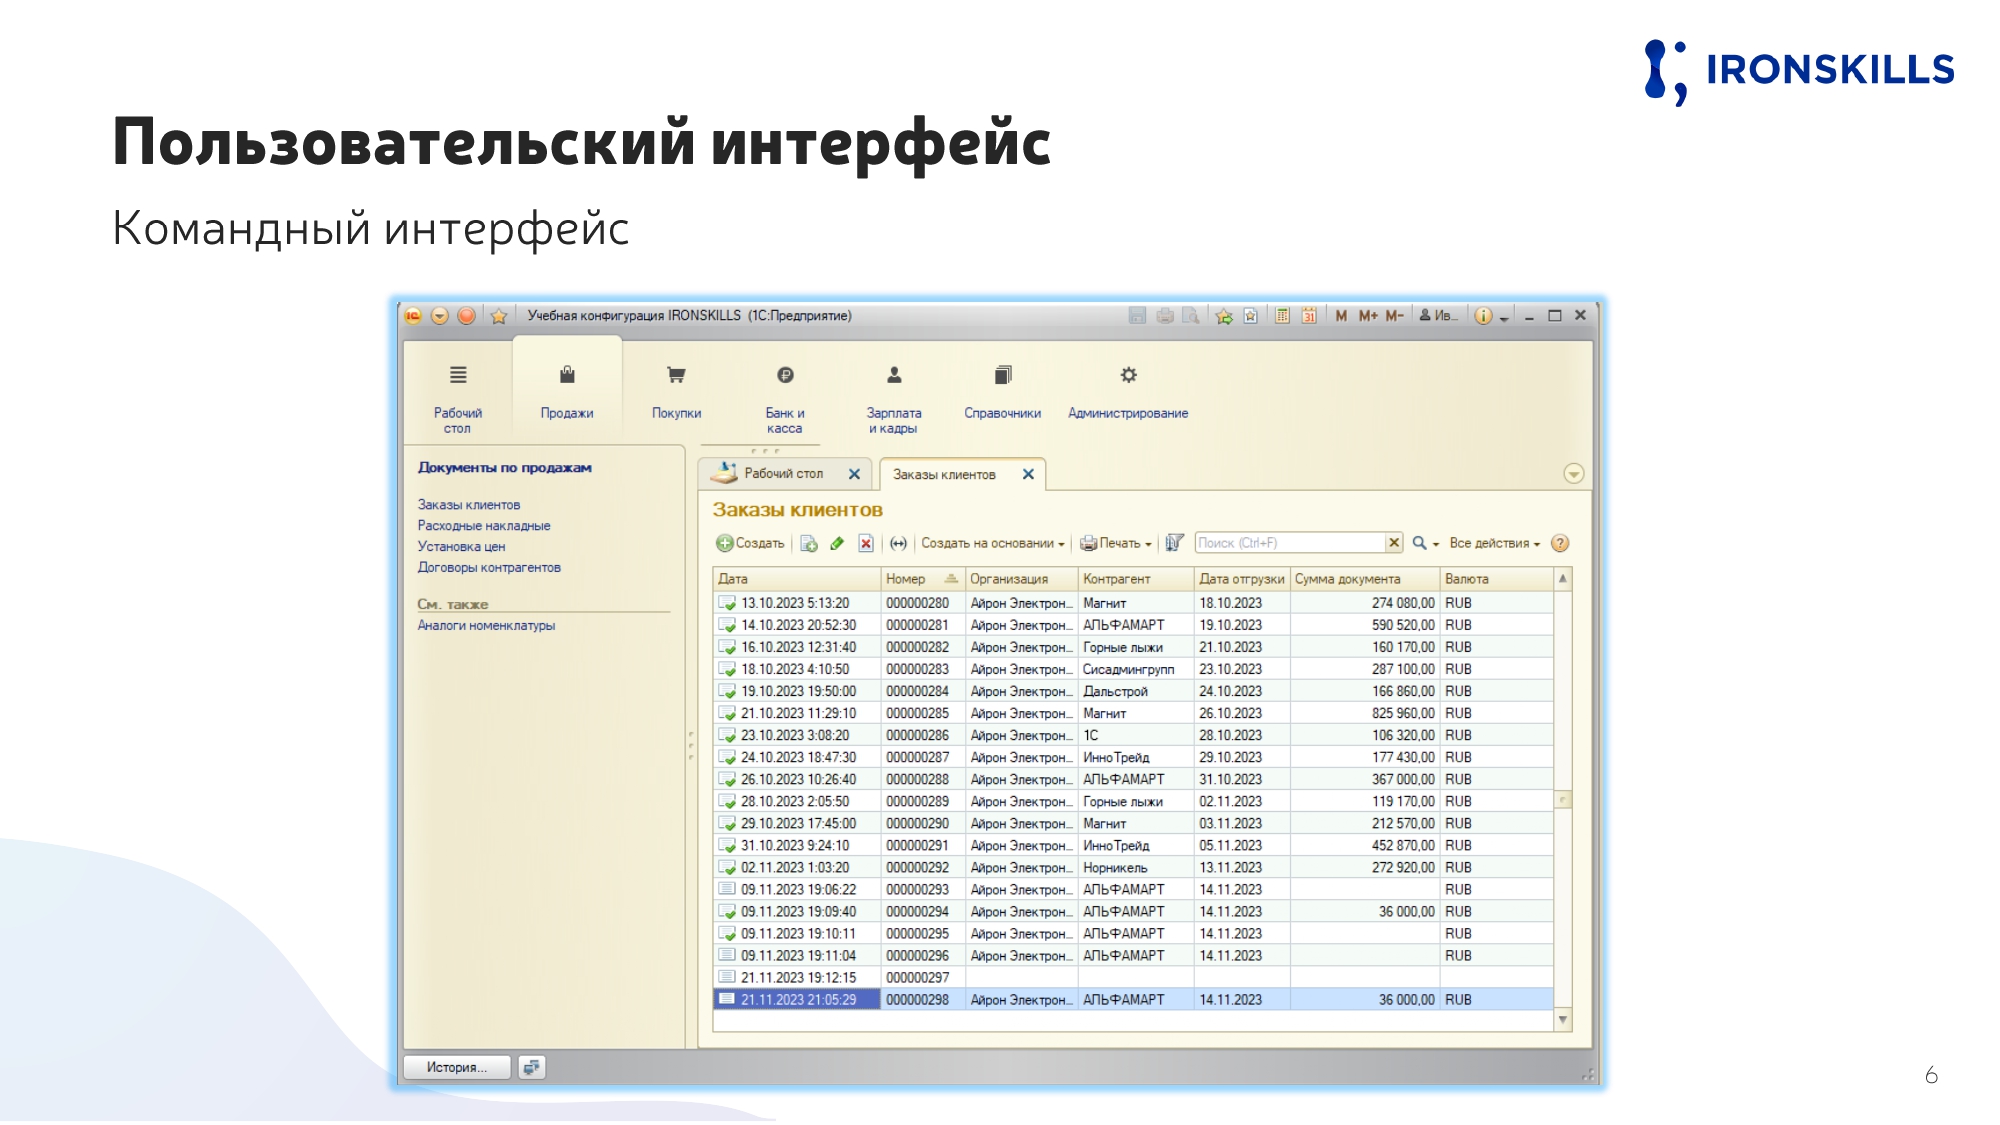 IRONSKILLS
Пользовательский интерфейс
Командный интерфейс
Учебная конфигурация IRONSKILLS (1С:Предприятие)
31 M M+ M- Ив...
Рабочий стол
Продажи
Покупки
Банк и касса
Зарплата и кадры
Справочники
Администрирование
Документы по продажам
Заказы клиентов
Расходные накладные
Установка цен
Договоры контрагентов
См. также
Аналоги номенклатуры
Рабочий стол
Заказы клиентов
Заказы клиентов
Создать Создать на основании Печать Поиск (Ctrl+F) Все действия
Дата Номер Организация Контрагент Дата отгрузки Сумма документа Валюта
13.10.2023 5:13:20 000000280 Айрон Электрон... Магнит 18.10.2023 274 080,00 RUB
14.10.2023 20:52:30 000000281 Айрон Электрон... АЛЬФАМАРТ 19.10.2023 590 520,00 RUB
16.10.2023 12:31:40 000000282 Айрон Электрон... Горные лыжи 21.10.2023 160 170,00 RUB
18.10.2023 4:10:50 000000283 Айрон Электрон... Сисадмингрупп 23.10.2023 287 100,00 RUB
19.10.2023 19:50:00 000000284 Айрон Электрон... Дальстрой 24.10.2023 166 860,00 RUB
21.10.2023 11:29:10 000000285 Айрон Электрон... Магнит 26.10.2023 825 960,00 RUB
23.10.2023 3:08:20 000000286 Айрон Электрон... 1С 28.10.2023 106 320,00 RUB
24.10.2023 18:47:30 000000287 Айрон Электрон... ИнноТрейд 29.10.2023 177 430,00 RUB
26.10.2023 10:26:40 000000288 Айрон Электрон... АЛЬФАМАРТ 31.10.2023 367 000,00 RUB
28.10.2023 2:05:50 000000289 Айрон Электрон... Горные лыжи 02.11.2023 119 170,00 RUB
29.10.2023 17:45:00 000000290 Айрон Электрон... Магнит 03.11.2023 212 570,00 RUB
31.10.2023 9:24:10 000000291 Айрон Электрон... ИнноТрейд 05.11.2023 452 870,00 RUB
02.11.2023 1:03:20 000000292 Айрон Электрон... Норникель 13.11.2023 272 920,00 RUB
09.11.2023 19:06:22 000000293 Айрон Электрон... АЛЬФАМАРТ 14.11.2023 RUB
09.11.2023 19:09:40 000000294 Айрон Электрон... АЛЬФАМАРТ 14.11.2023 36 000,00 RUB
09.11.2023 19:10:11 000000295 Айрон Электрон... АЛЬФАМАРТ 14.11.2023 RUB
09.11.2023 19:11:04 000000296 Айрон Электрон... АЛЬФАМАРТ 14.11.2023 RUB
21.11.2023 19:12:15 000000297
21.11.2023 21:05:29 000000298 Айрон Электрон... АЛЬФАМАРТ 14.11.2023 36 000,00 RUB
История...
6